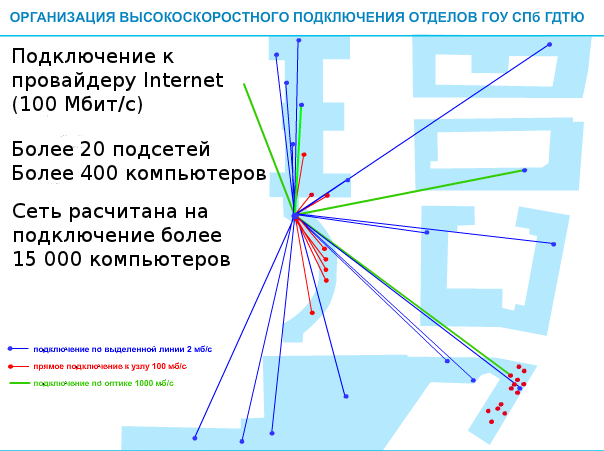 ОРГАНИЗАЦИЯ ВЫСОКОСКОРОСТНОГО ПОДКЛЮЧЕНИЯ ОТДЕЛОВ ГОУ СПб ГДТЮ
Подключение к
провайдеру Internet
(100 Мбит/с)
Более 20 подсетей
Более 400 компьютеров
Сеть расчитана на
подключение более
15 000 компьютеров
подключение по выделенной линии 2 мб/с
прямое подключение к узлу 100 мб/с
подключение по оптике 1000 мб/с